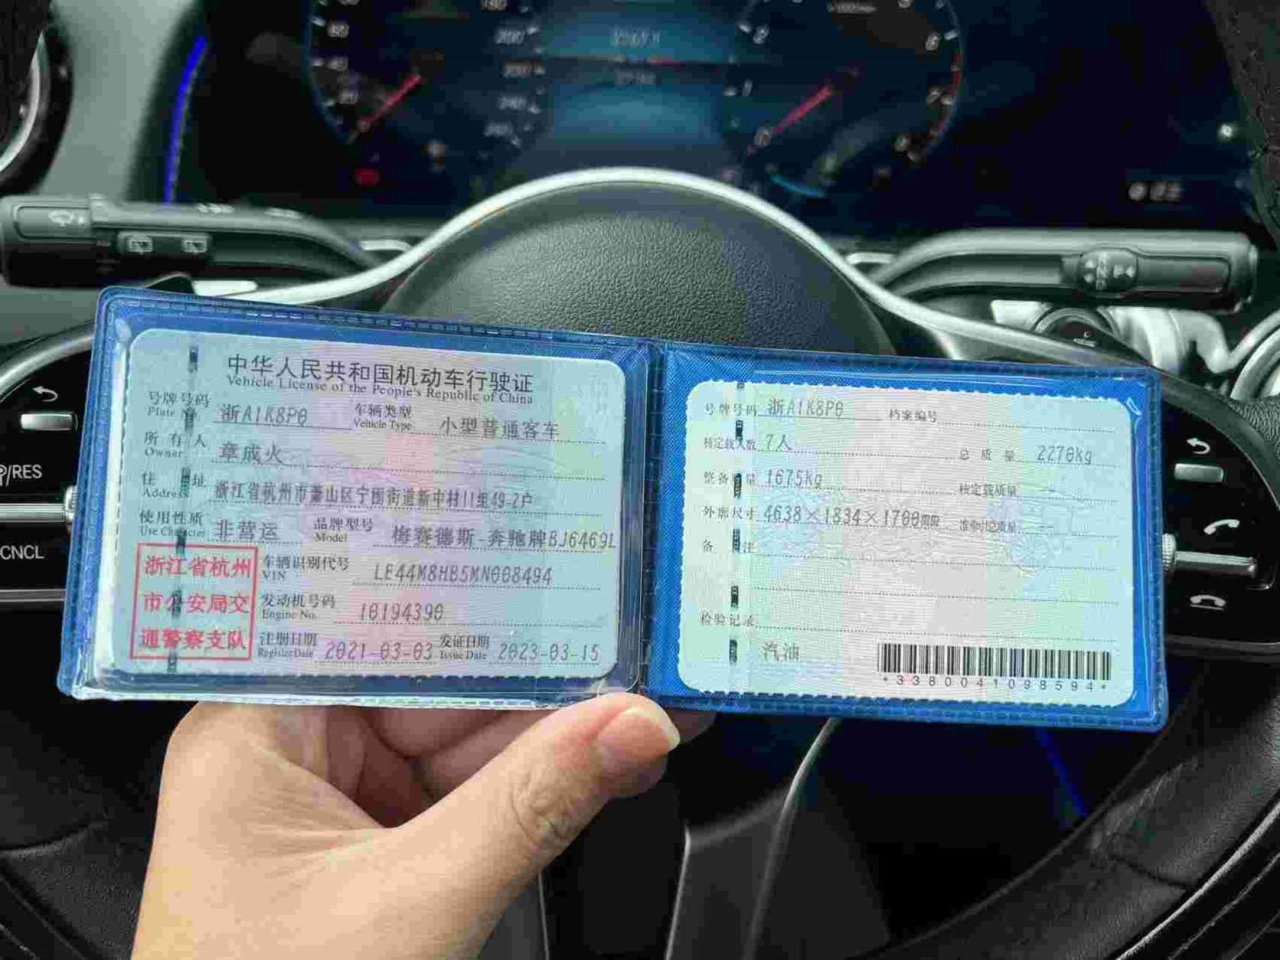 中华人民共和国机动车行驶证
Vehicle License of the People's Republic of China
号牌号码 浙A1K8P0 车辆类型 小型普通客车
Plate Vehicle Type
所有人 章成火
Owner
住址 浙江省杭州市萧山区宁围街道新中村11组49-2户
Address
使用性质 非营运 品牌型号 梅赛德斯-奔驰牌BJ6469L
Use Character Model
浙江省杭州市公安局交通警察支队
车辆识别代号 LE44M8HB5MN008494
VIN
发动机号码 10194390
Engine No.
注册日期 2021-03-03 发证日期 2023-03-15
Register Date Issue Date
号牌号码 浙A1K8P0 档案编号
核定载人数 7人 总质量 2270kg
整备质量 1675kg 核定载质量 --
外廓尺寸 4638×1834×1700mm 准牵引总质量 --
备注
检验记录
汽油
*3380041098594*
/RES
CNCL